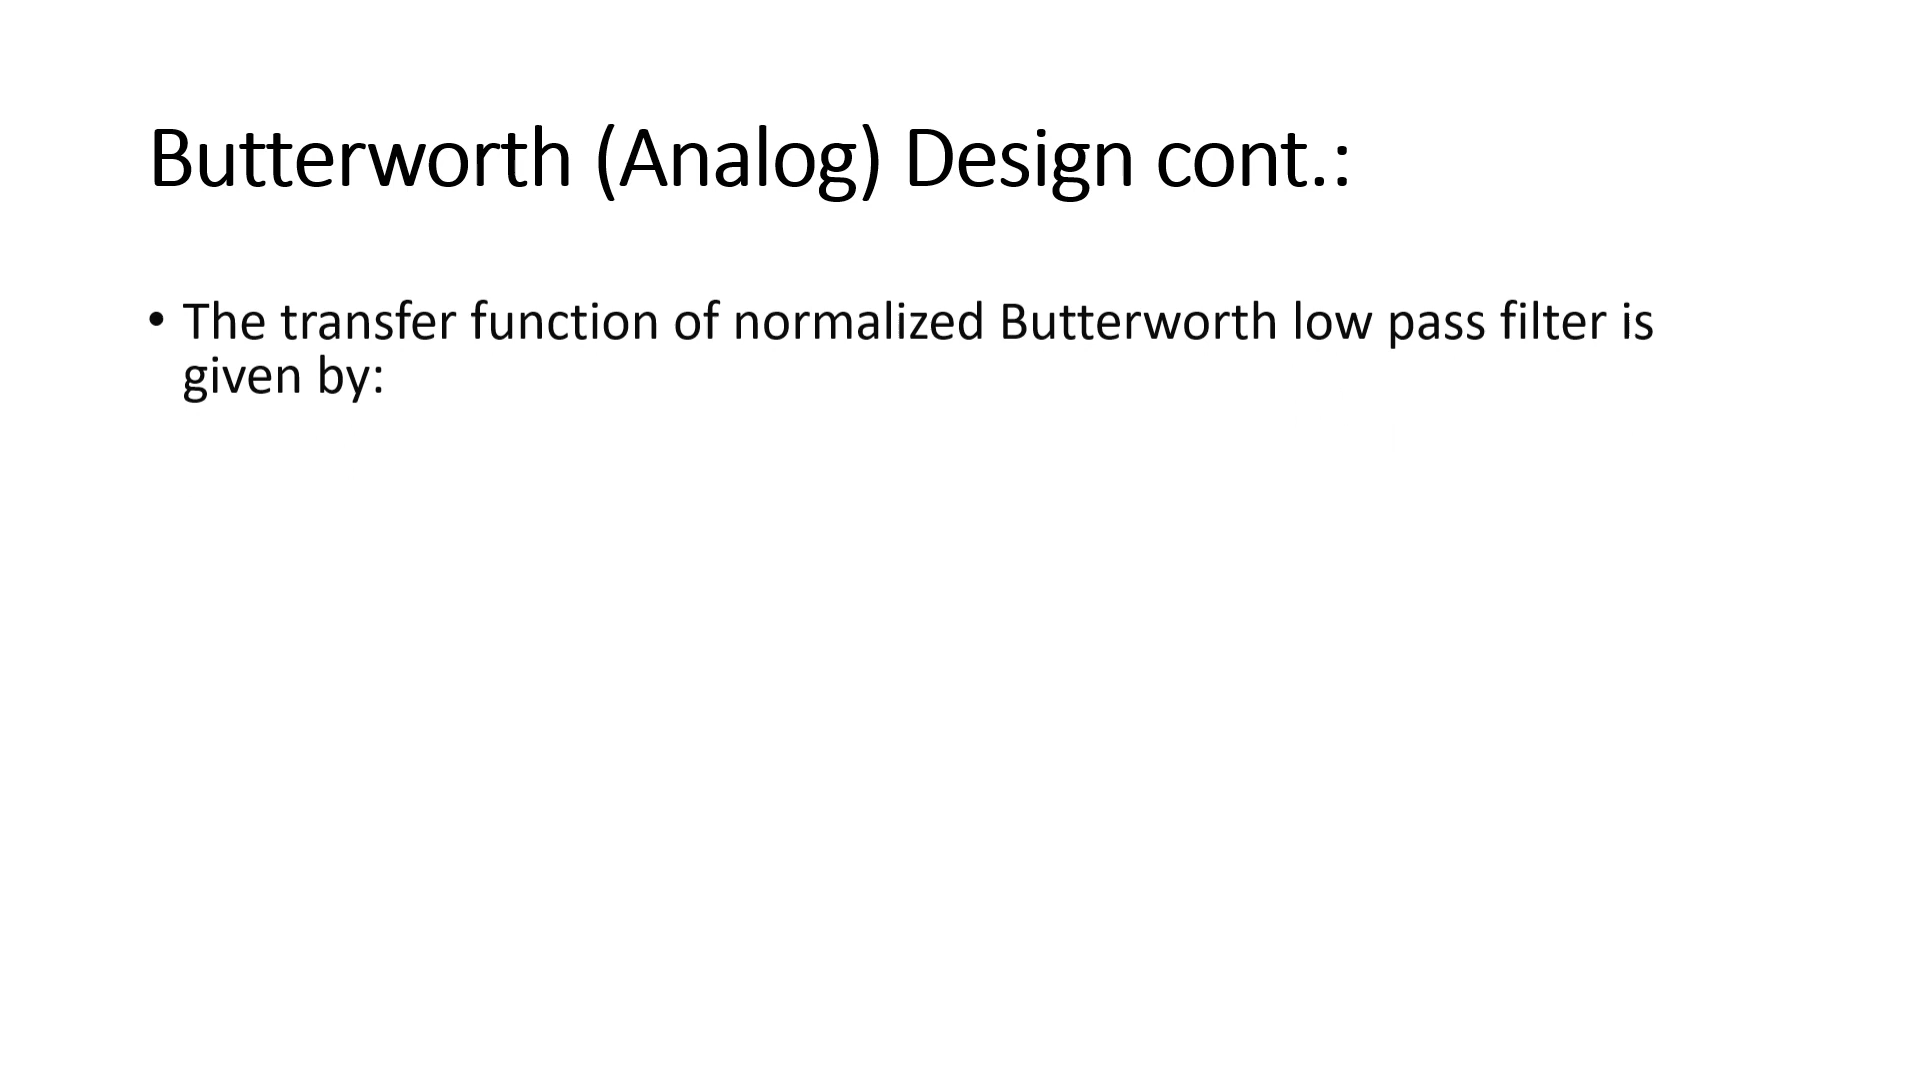 Butterworth (Analog) Design cont.:
• The transfer function of normalized Butterworth low pass filter is
given by: